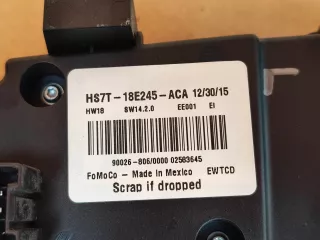 HS7T-18E245-ACA 12/30/15
HW18 SW14.2.0 EE001 EI
90026-806/0000 02583645
FoMoCo - Made in Mexico EWTCD
Scrap if dropped